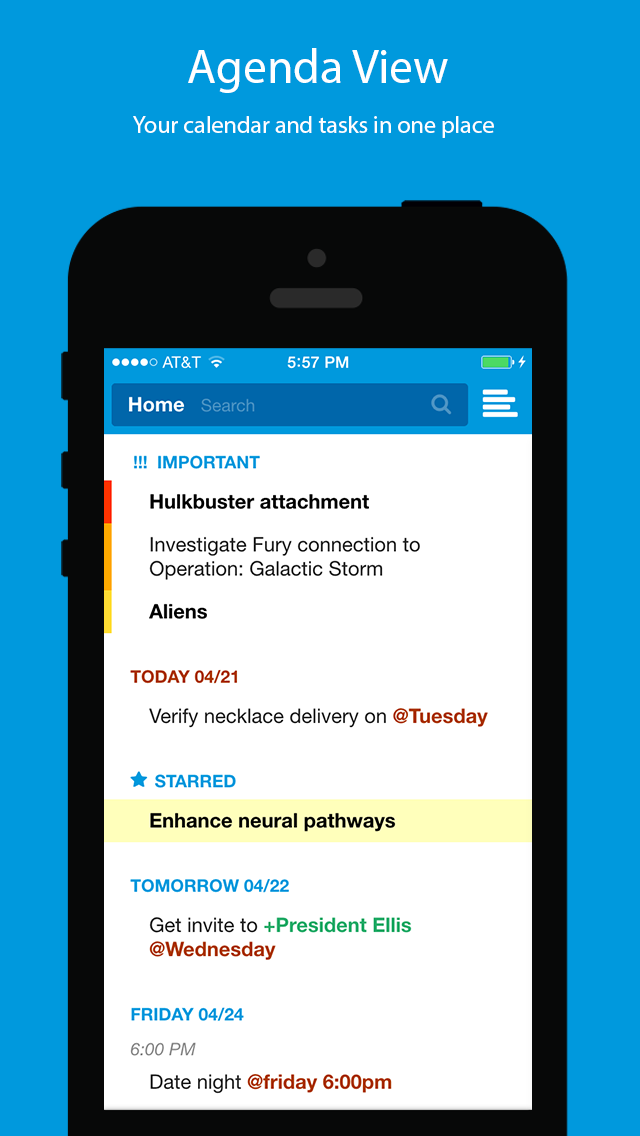 Agenda View
Your calendar and tasks in one place
AT&T 5:57 PM
Home Search
!!! IMPORTANT
Hulkbuster attachment
Investigate Fury connection to
Operation: Galactic Storm
Aliens
TODAY 04/21
Verify necklace delivery on @Tuesday
STARRED
Enhance neural pathways
TOMORROW 04/22
Get invite to +President Ellis
@Wednesday
FRIDAY 04/24
6:00 PM
Date night @friday 6:00pm